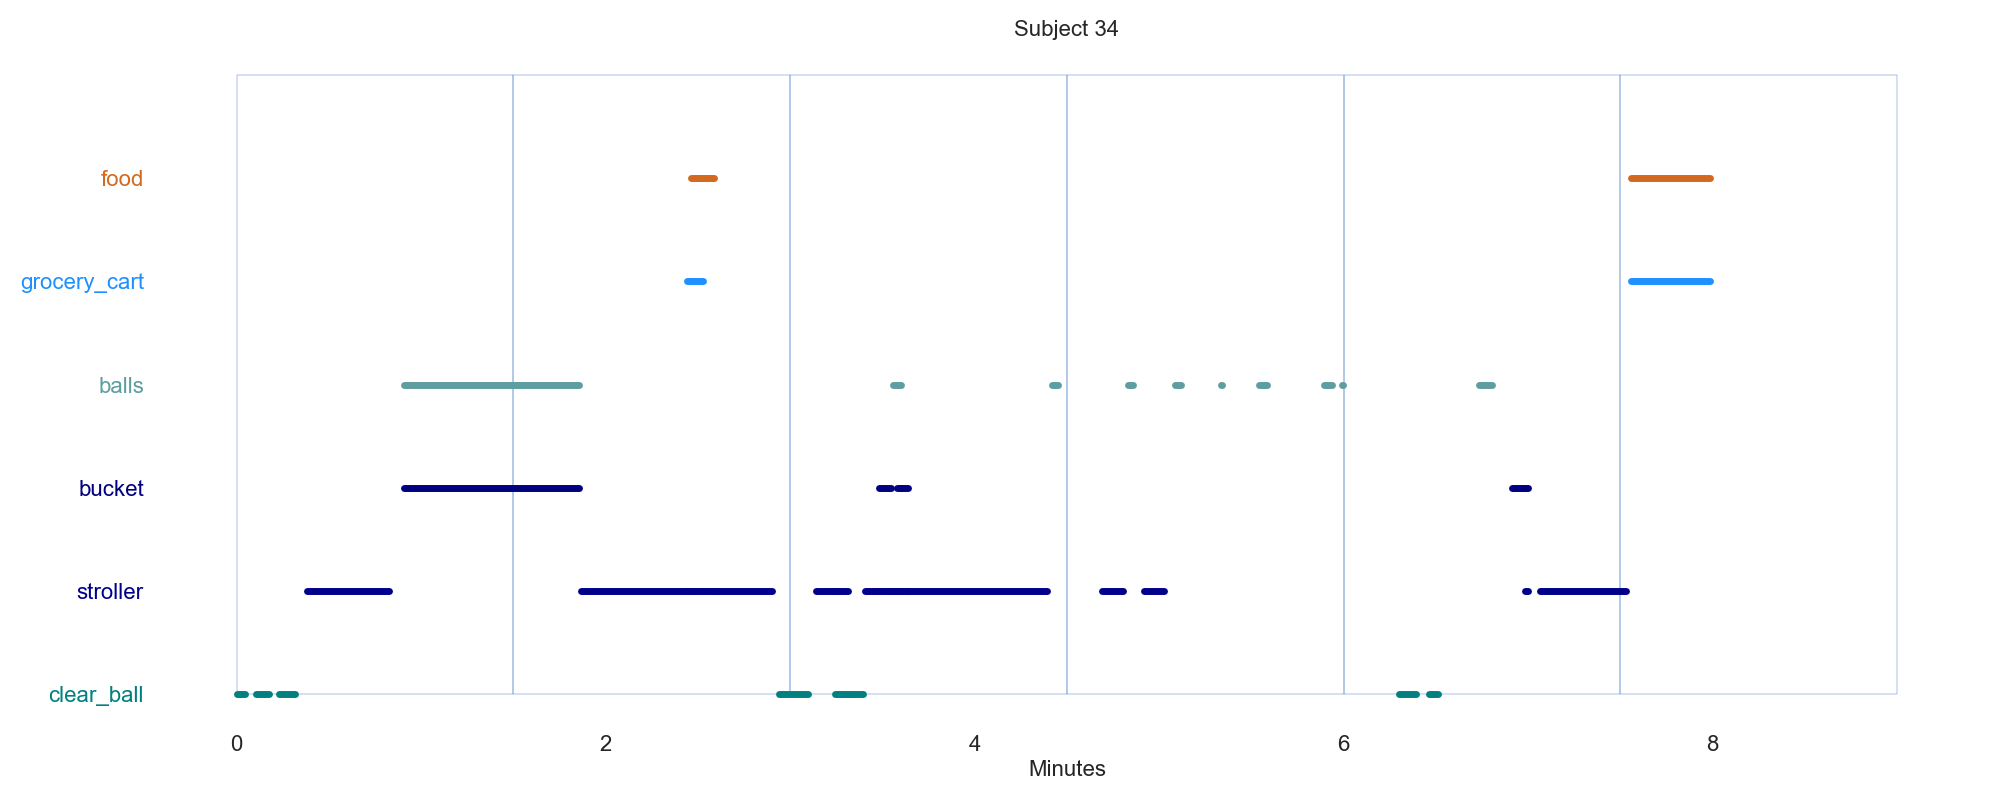 Subject 34
food
grocery_cart
balls
bucket
stroller
clear_ball
0 2 4 6 8
Minutes